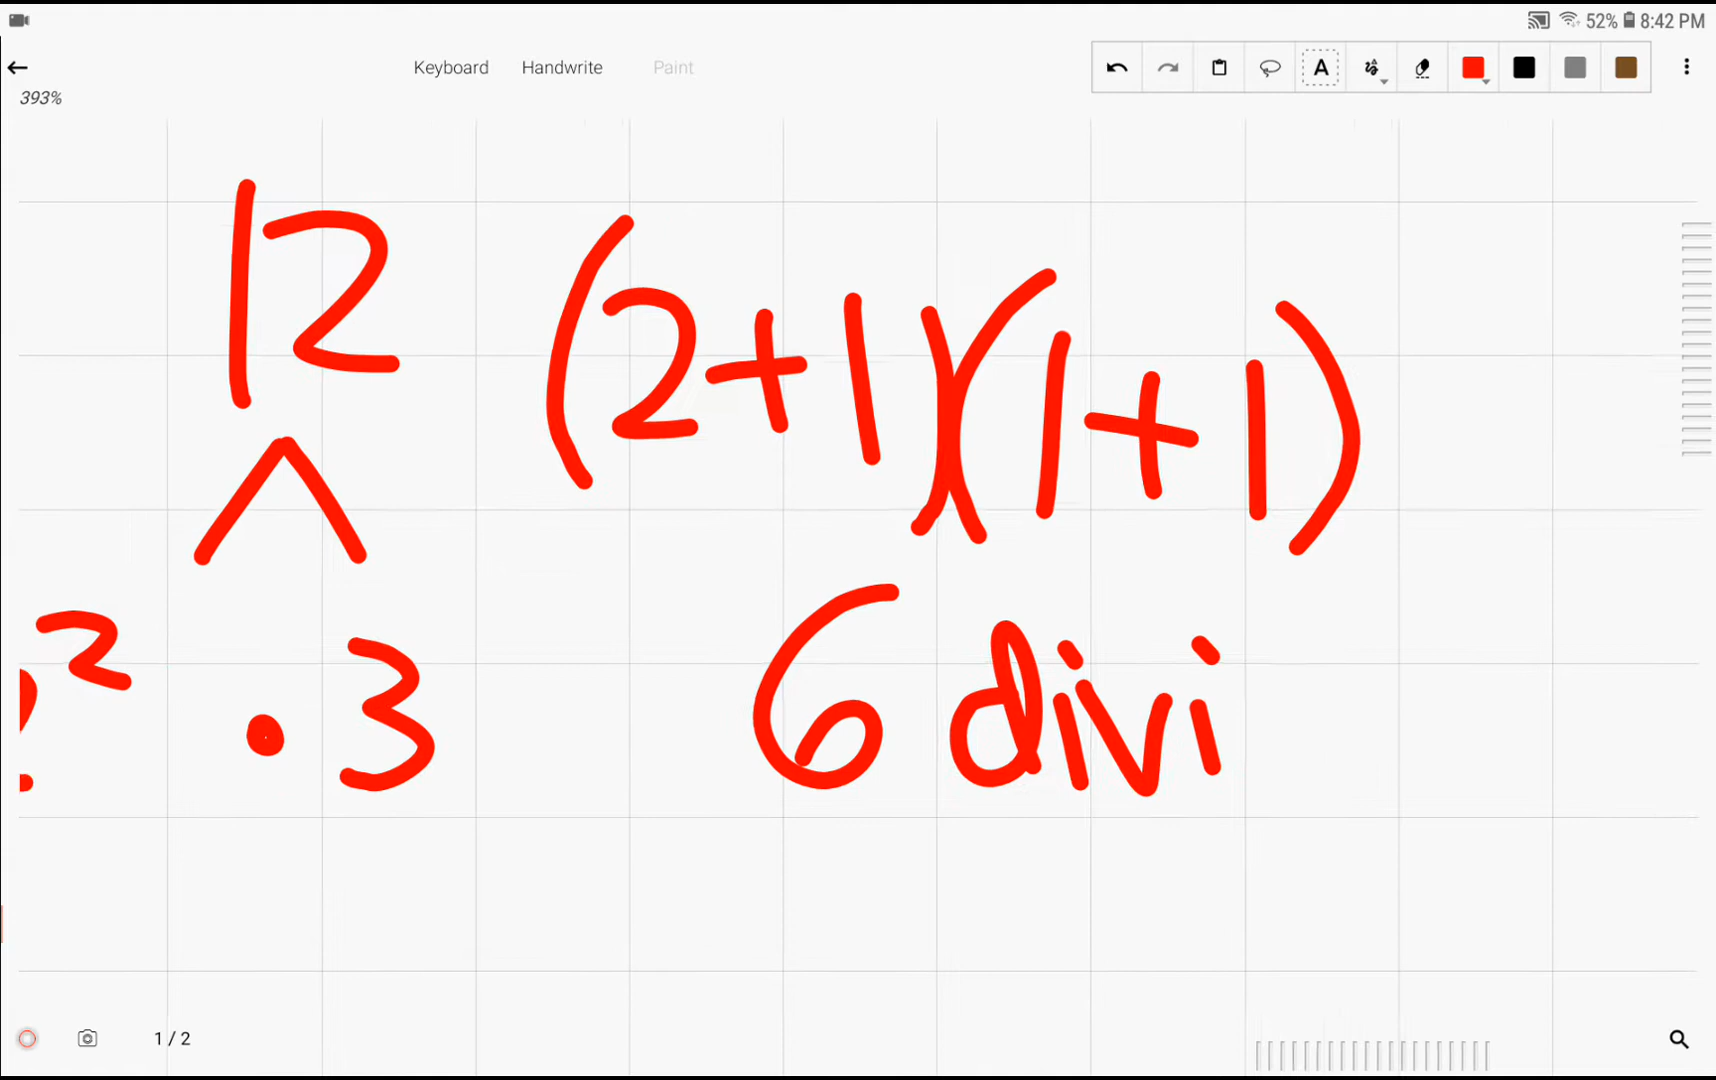 52% 8:42 PM
Keyboard Handwrite Paint A
393%
12 (2+1)(1+1)
² · 3 6 divi
1 / 2